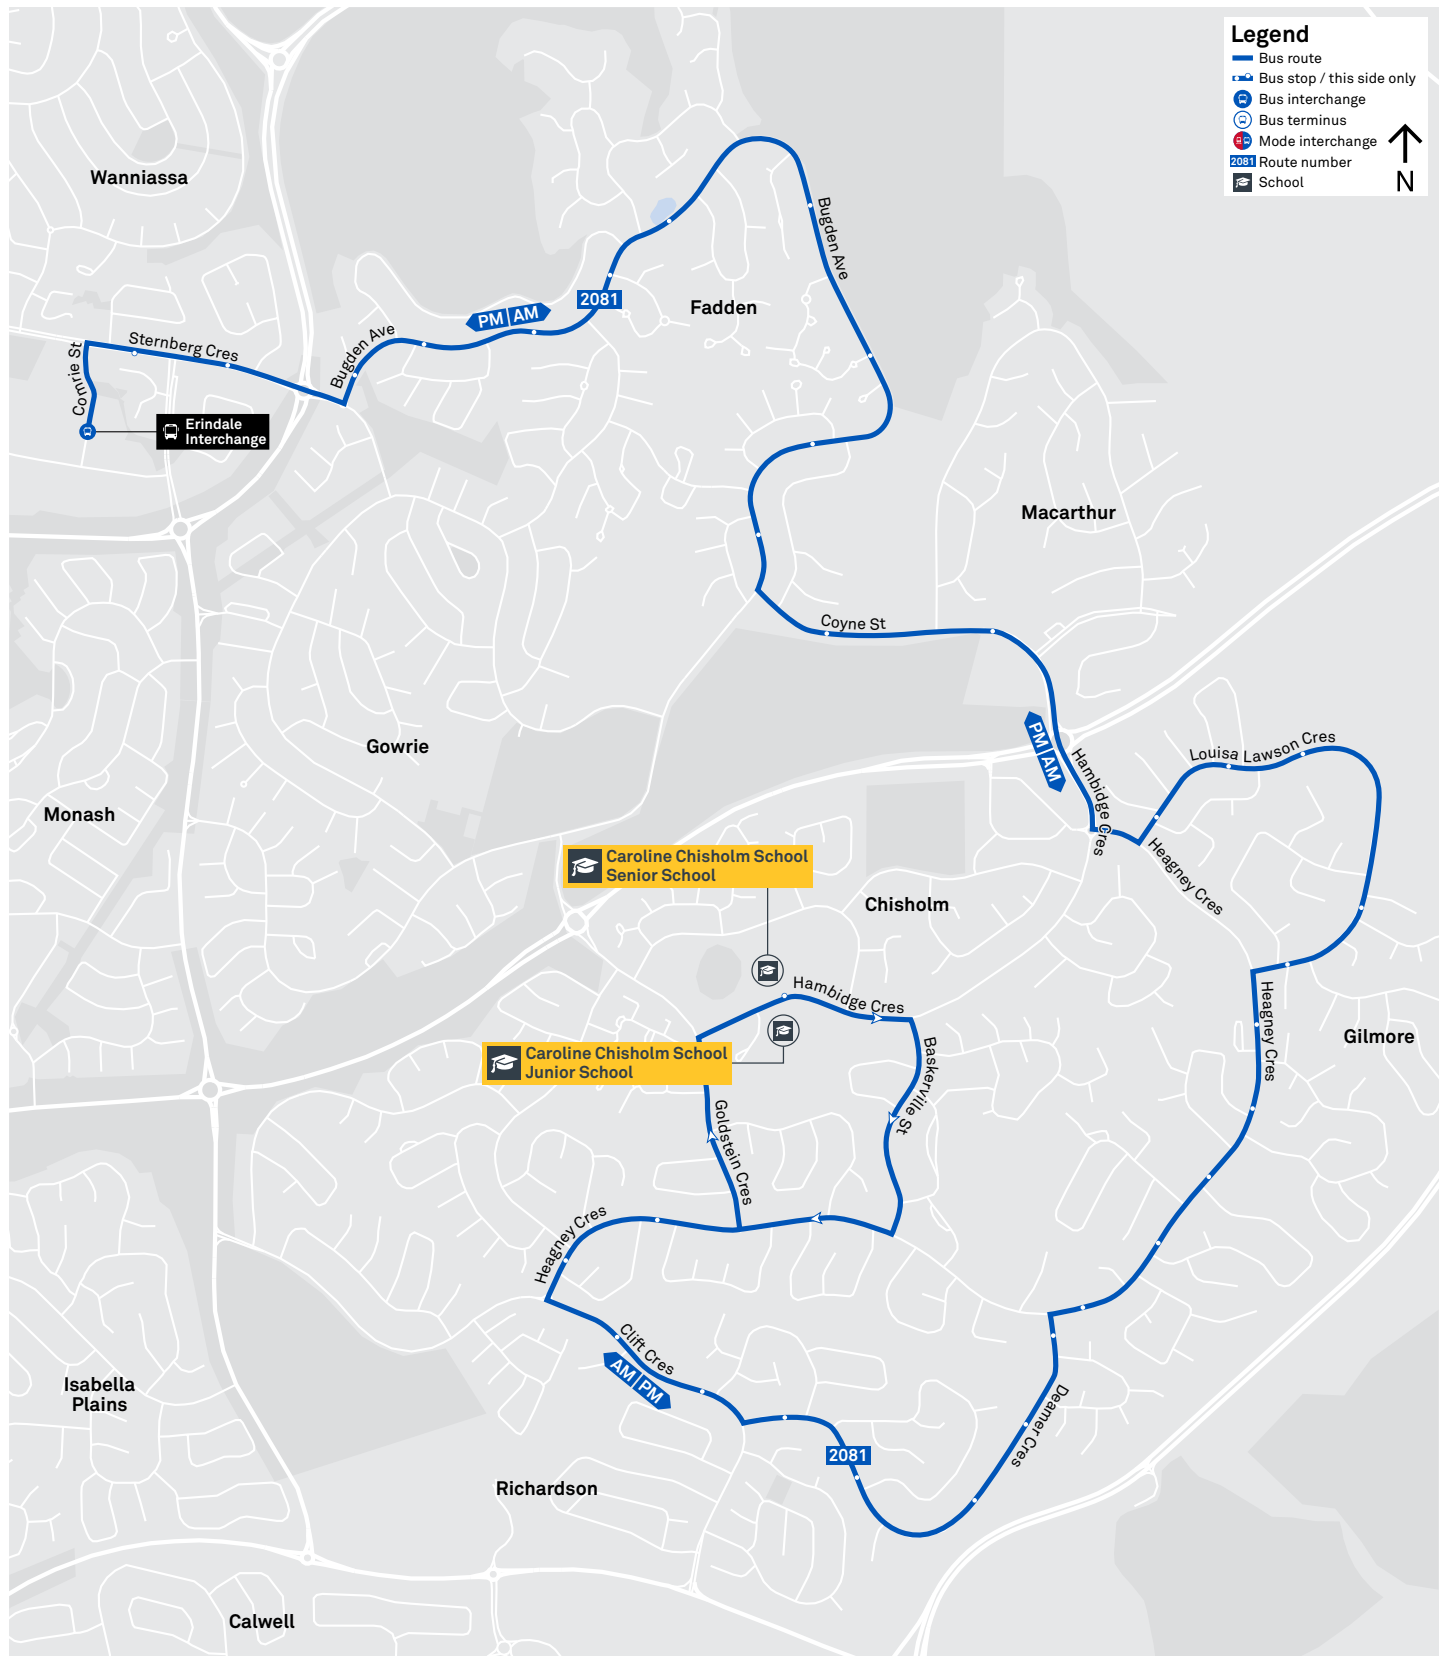 Legend
Bus route
Bus stop / this side only
Bus interchange
Bus terminus
Mode interchange
2081 Route number
School
N
Wanniassa
Bugden Ave
2081
Fadden
PM AM
Sternberg Cres
Bugden Ave
Comrie St
Erindale
Interchange
Macarthur
Coyne St
Gowrie
PM AM
Hambidge Cres
Louisa Lawson Cres
Monash
Heagney Cres
Caroline Chisholm School
Senior School
Chisholm
Hambidge Cres
Heagney Cres
Gilmore
Caroline Chisholm School
Junior School
Baskerville St
Goldstein Cres
Heagney Cres
Clift Cres
AM PM
Isabella
Plains
Deamer Cres
2081
Richardson
Calwell